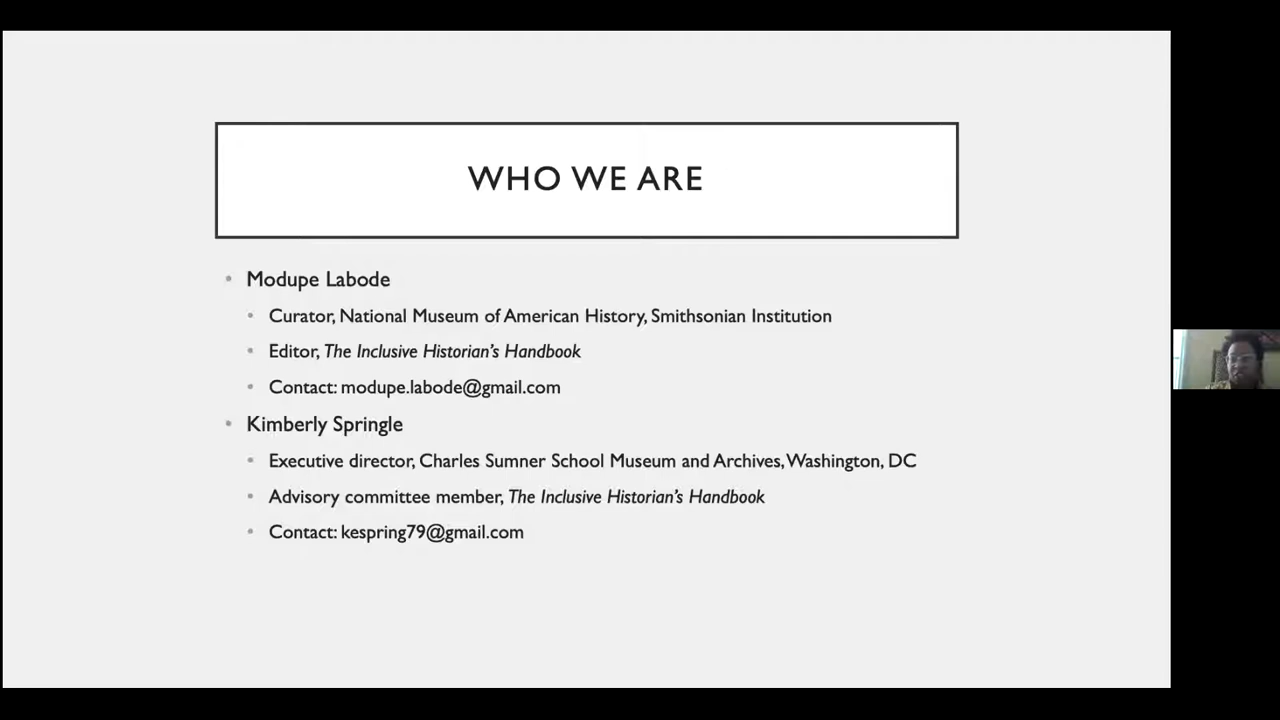 WHO WE ARE
Modupe Labode
Curator, National Museum of American History, Smithsonian Institution
Editor, The Inclusive Historian's Handbook
Contact: modupe.labode@gmail.com
Kimberly Springle
Executive director, Charles Sumner School Museum and Archives, Washington, DC
Advisory committee member, The Inclusive Historian's Handbook
Contact: kespring79@gmail.com